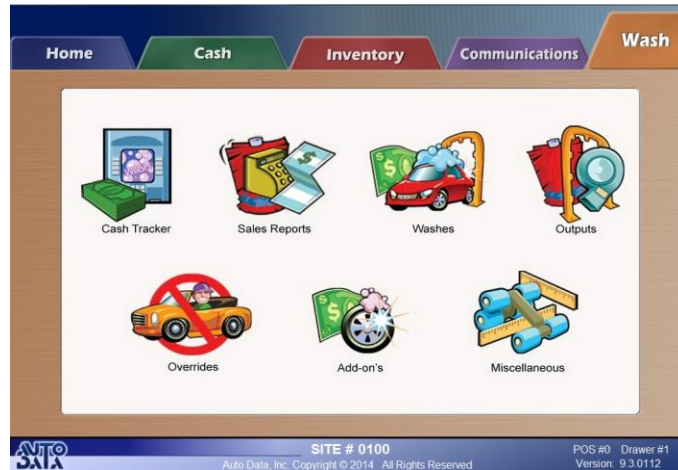 Home
Cash
Inventory
Communications
Wash
Cash Tracker
Sales Reports
Washes
Outputs
Overrides
Add-on's
Miscellaneous
AUTO
DATA
SITE # 0100
POS #0 Drawer #1
Auto Data, Inc. Copyright © 2014 All Rights Reserved
Version: 9.3.0112